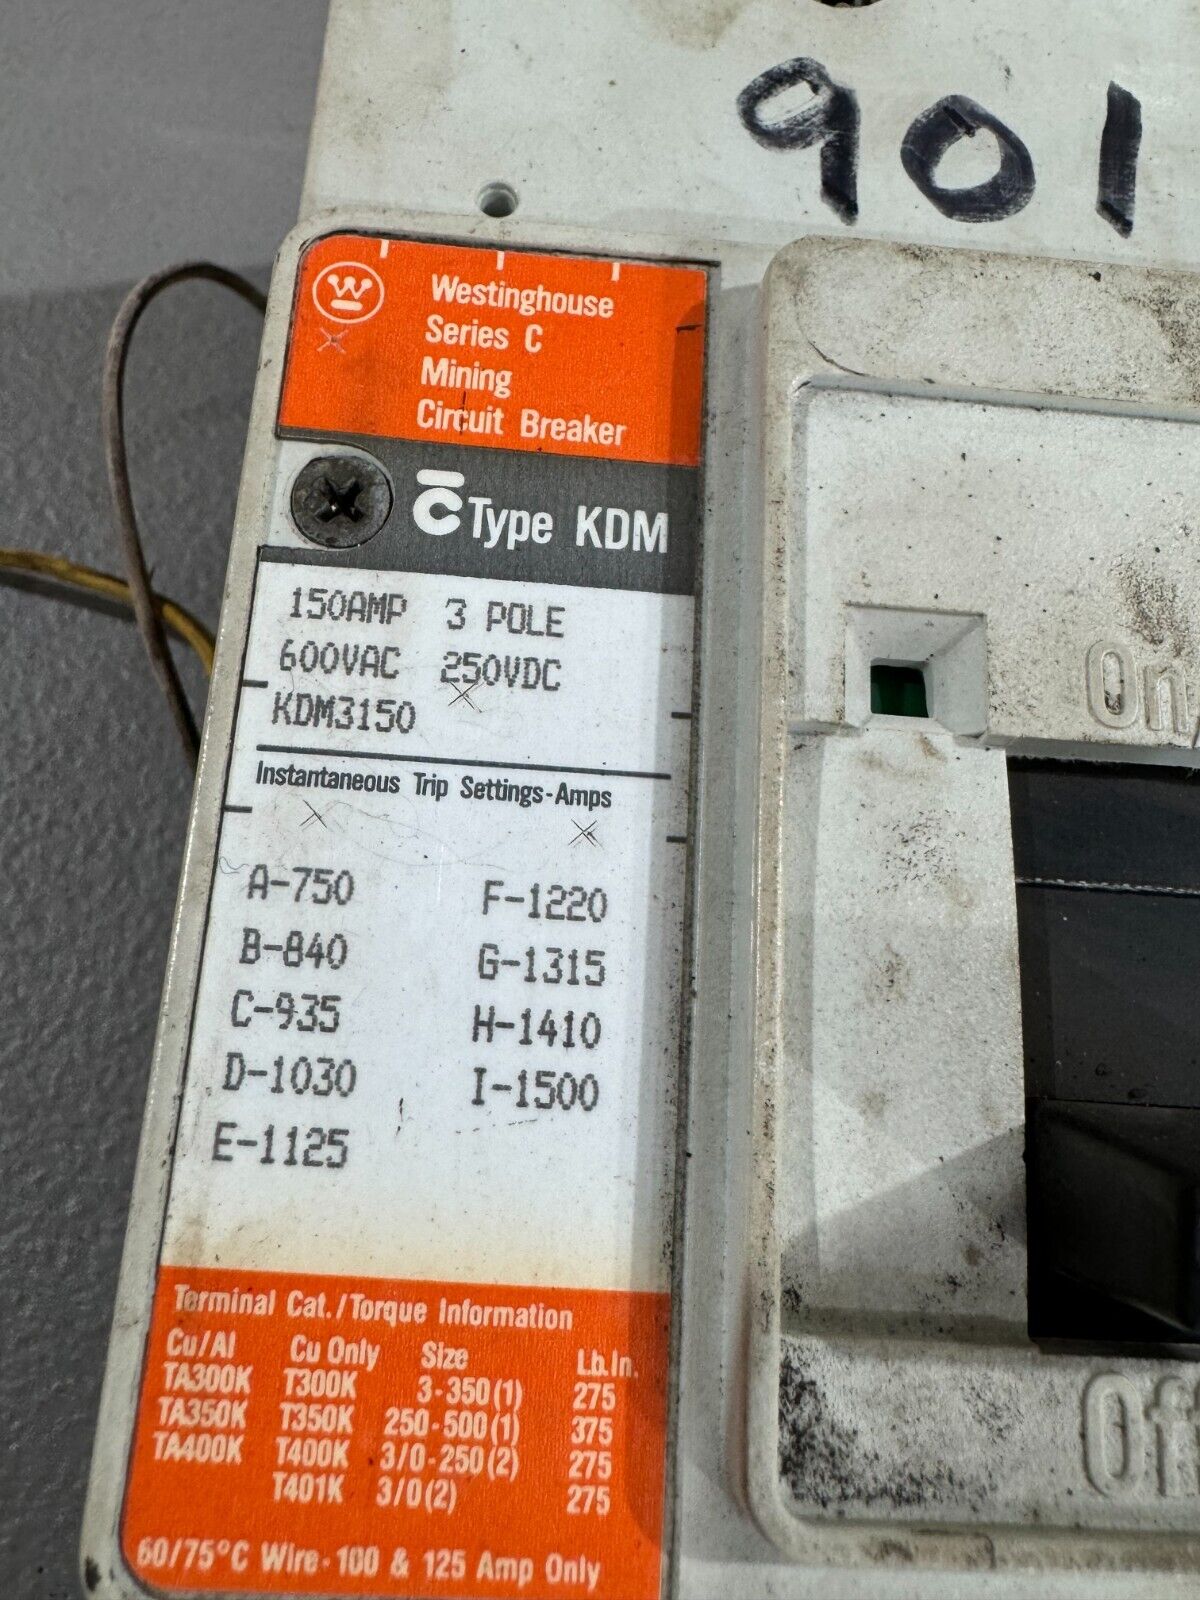 901
W
Westinghouse
Series C
Mining
Circuit Breaker
C Type KDM
150AMP 3 POLE
600VAC 250VDC
KDM3150
Instantaneous Trip Settings-Amps
A-750 F-1220
B-840 G-1315
C-935 H-1410
D-1030 I-1500
E-1125
Terminal Cat./Torque Information
Cu/Al Cu Only Size Lb.In.
TA300K T300K 3-350(1) 275
TA350K T350K 250-500(1) 375
TA400K T400K 3/0-250(2) 275
T401K 3/0(2) 275
60/75°C Wire-100 & 125 Amp Only
On/
Off